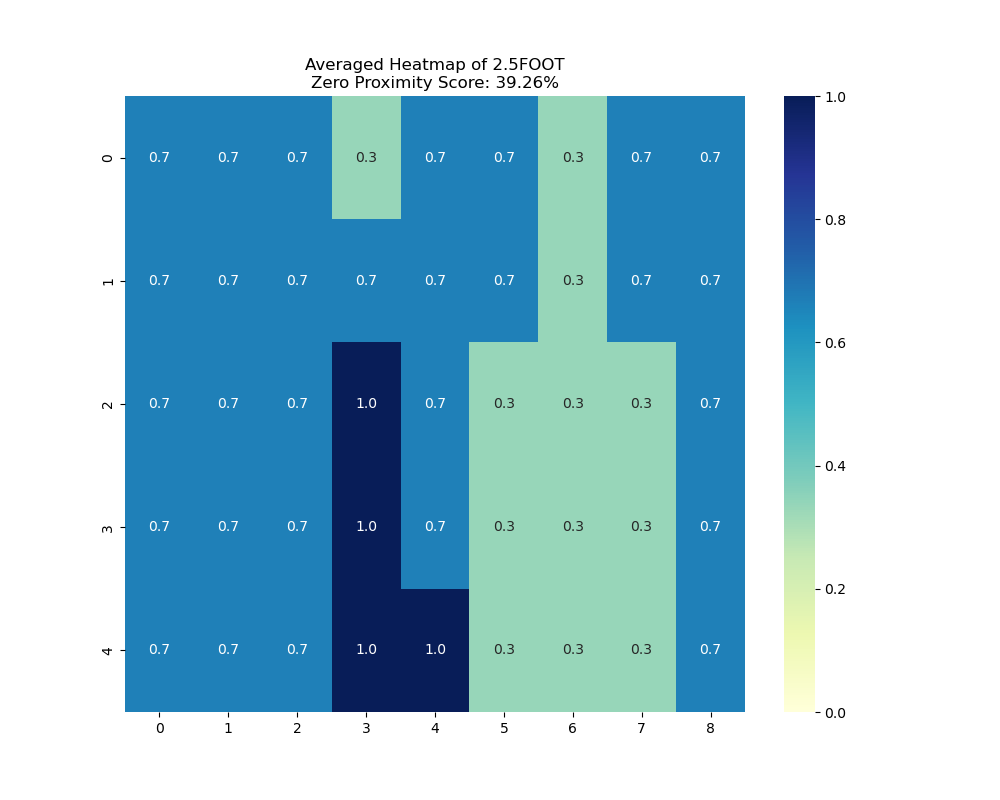 Averaged Heatmap of 2.5FOOT
Zero Proximity Score: 39.26%
1.0
0 0.7 0.7 0.7 0.3 0.7 0.7 0.3 0.7 0.7
0.8
1 0.7 0.7 0.7 0.7 0.7 0.7 0.3 0.7 0.7
0.6
2 0.7 0.7 0.7 1.0 0.7 0.3 0.3 0.3 0.7
0.4
3 0.7 0.7 0.7 1.0 0.7 0.3 0.3 0.3 0.7
0.2
4 0.7 0.7 0.7 1.0 1.0 0.3 0.3 0.3 0.7
0.0
0 1 2 3 4 5 6 7 8